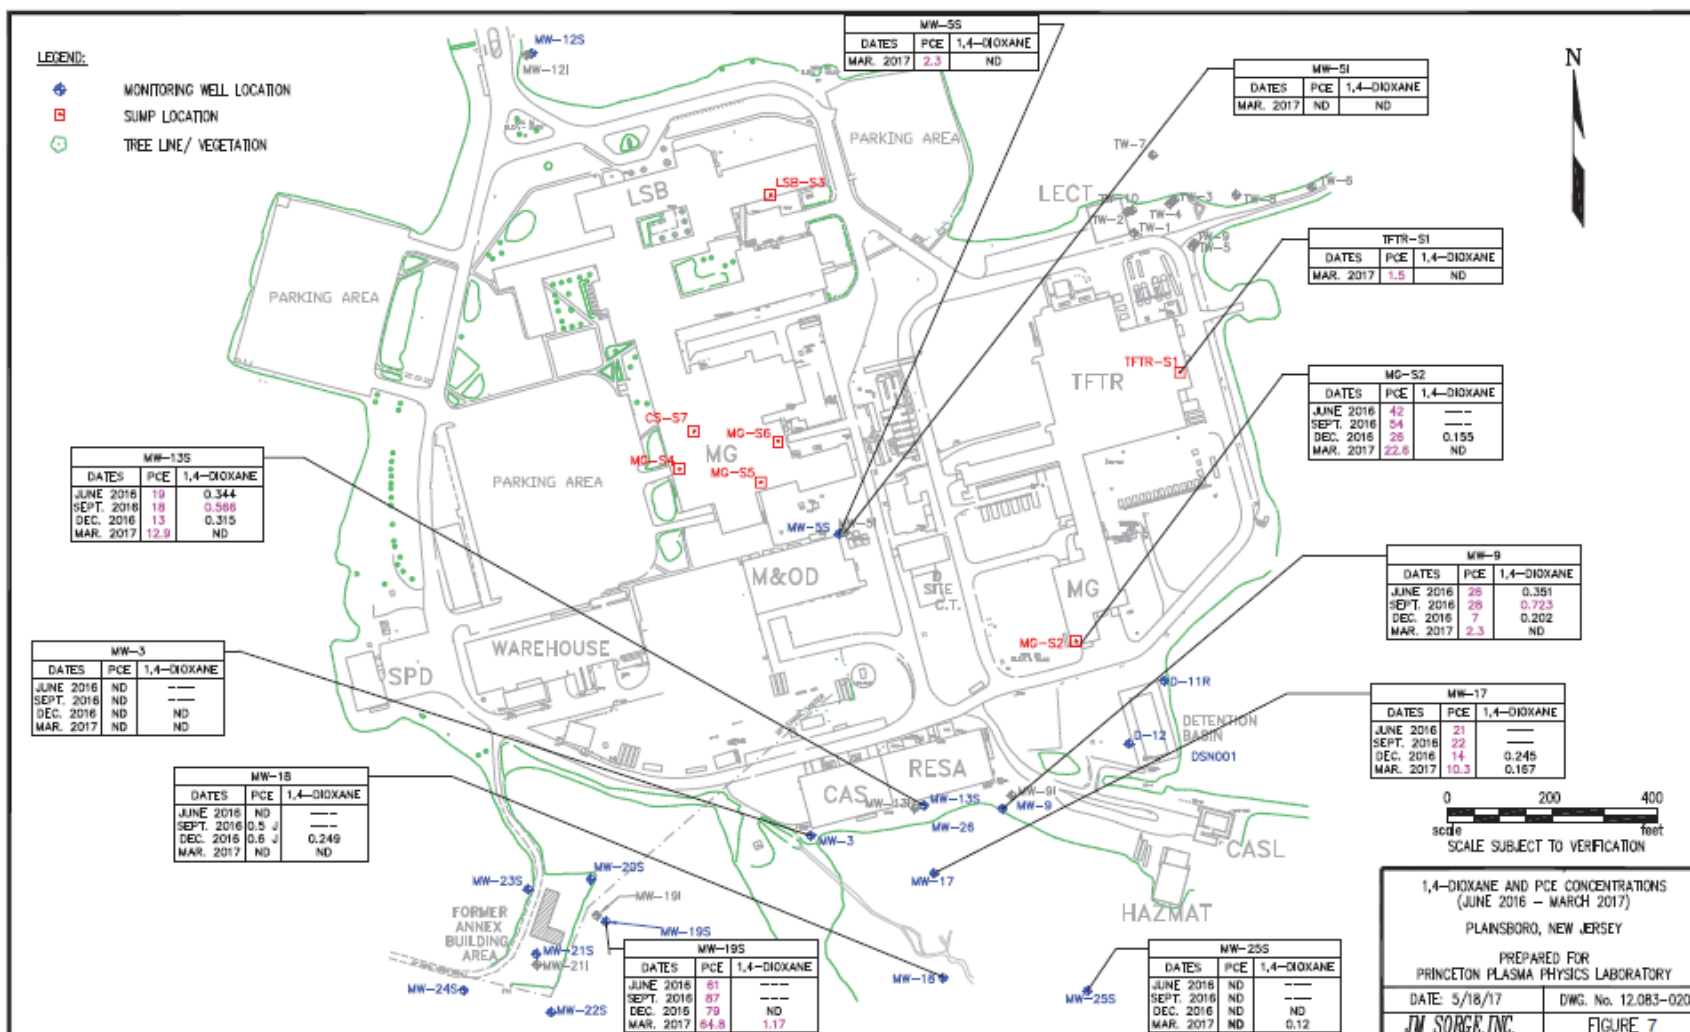 LEGEND:
MONITORING WELL LOCATION
SUMP LOCATION
TREE LINE/ VEGETATION
MW-12S
MW-12I
MW-5S
DATES PCE 1,4-DIOXANE
MAR. 2017 2.3 ND
MW-5I
DATES PCE 1,4-DIOXANE
MAR. 2017 ND ND
N
PARKING AREA
LSB
LSB-S3
TW-7
LECT
TW-10
TW-3
TW-8
TW-6
TW-2
TW-4
TW-1
TW-9
TW-5
TFTR-S1
DATES PCE 1,4-DIOXANE
MAR. 2017 1.5 ND
PARKING AREA
TFTR-S1
TFTR
MG-S2
DATES PCE 1,4-DIOXANE
JUNE 2016 42 ----
SEPT. 2016 54 ----
DEC. 2016 26 0.155
MAR. 2017 22.6 ND
CS-S7
MG-S6
MG
MG-S4
MG-S5
PARKING AREA
MW-13S
DATES PCE 1,4-DIOXANE
JUNE 2016 19 0.344
SEPT. 2016 18 0.566
DEC. 2016 13 0.315
MAR. 2017 12.9 ND
MW-5S
MW-5I
M&OD
SITE
C.T.
MG
MG-S2
MW-9
DATES PCE 1,4-DIOXANE
JUNE 2016 26 0.351
SEPT. 2016 28 0.723
DEC. 2016 7 0.202
MAR. 2017 2.3 ND
WAREHOUSE
SPD
MW-3
DATES PCE 1,4-DIOXANE
JUNE 2016 ND ----
SEPT. 2016 ND ----
DEC. 2016 ND ND
MAR. 2017 ND ND
D-11R
DETENTION
BASIN
D-12
DSN001
MW-17
DATES PCE 1,4-DIOXANE
JUNE 2016 21 ----
SEPT. 2016 22 ----
DEC. 2016 14 0.245
MAR. 2017 10.3 0.167
RESA
CAS
MW-13I
MW-13S
MW-9I
MW-9
MW-26
MW-3
MW-18
DATES PCE 1,4-DIOXANE
JUNE 2016 ND ----
SEPT. 2016 0.5 J ----
DEC. 2016 0.6 J 0.249
MAR. 2017 ND ND
0 200 400
scale feet
SCALE SUBJECT TO VERIFICATION
CASL
MW-17
HAZMAT
MW-23S
MW-20S
MW-19I
MW-19S
FORMER
ANNEX
BUILDING
AREA
MW-21S
MW-21I
MW-24S
MW-22S
MW-19S
DATES PCE 1,4-DIOXANE
JUNE 2016 61 ----
SEPT. 2016 87 ----
DEC. 2016 79 ND
MAR. 2017 64.8 1.17
MW-18
MW-25S
MW-25S
DATES PCE 1,4-DIOXANE
JUNE 2016 ND ----
SEPT. 2016 ND ----
DEC. 2016 ND ND
MAR. 2017 ND 0.12
1,4-DIOXANE AND PCE CONCENTRATIONS
(JUNE 2016 - MARCH 2017)
PLAINSBORO, NEW JERSEY
PREPARED FOR
PRINCETON PLASMA PHYSICS LABORATORY
DATE: 5/18/17 DWG. No. 12.083-020
JM SORGE, INC. FIGURE 7